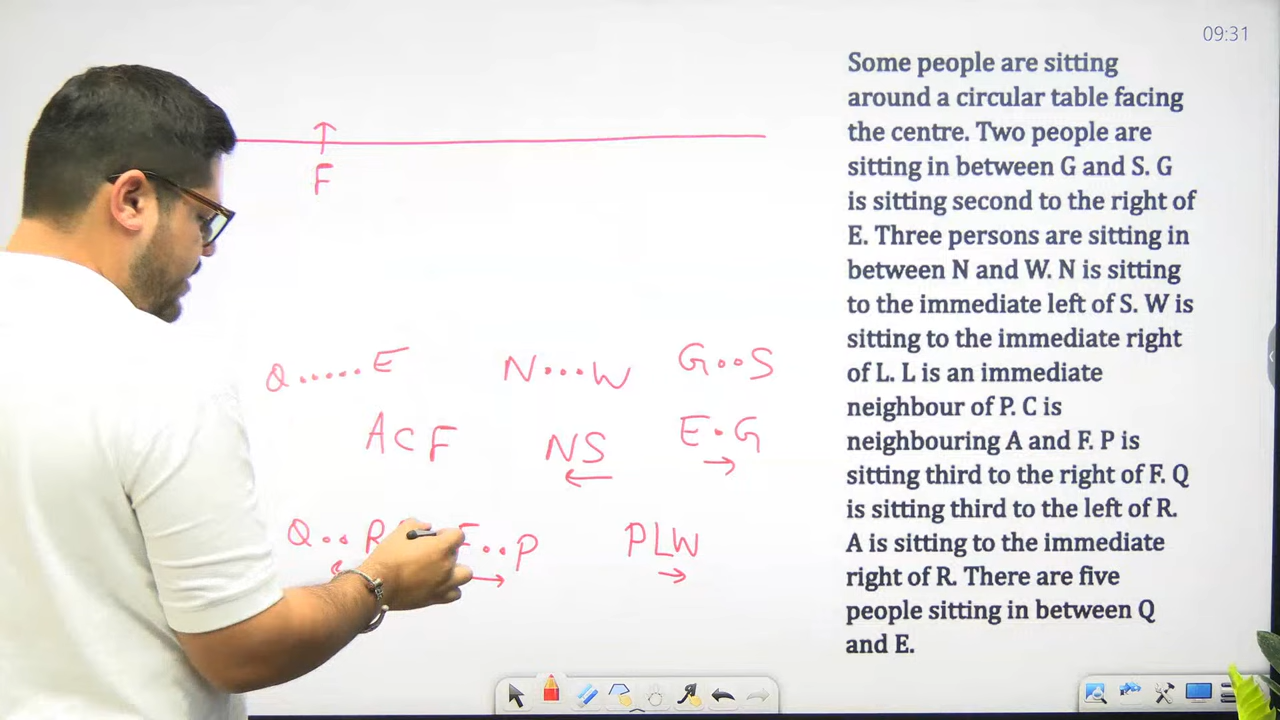 09:31
Some people are sitting
around a circular table facing
the centre. Two people are
sitting in between G and S. G
is sitting second to the right of
E. Three persons are sitting in
between N and W. N is sitting
to the immediate left of S. W is
sitting to the immediate right
of L. L is an immediate
neighbour of P. C is
neighbouring A and F. P is
sitting third to the right of F. Q
is sitting third to the left of R.
A is sitting to the immediate
right of R. There are five
people sitting in between Q
and E.
F
Q.....E N...W G..S
ACF NS E.G
Q..R F..P PLW